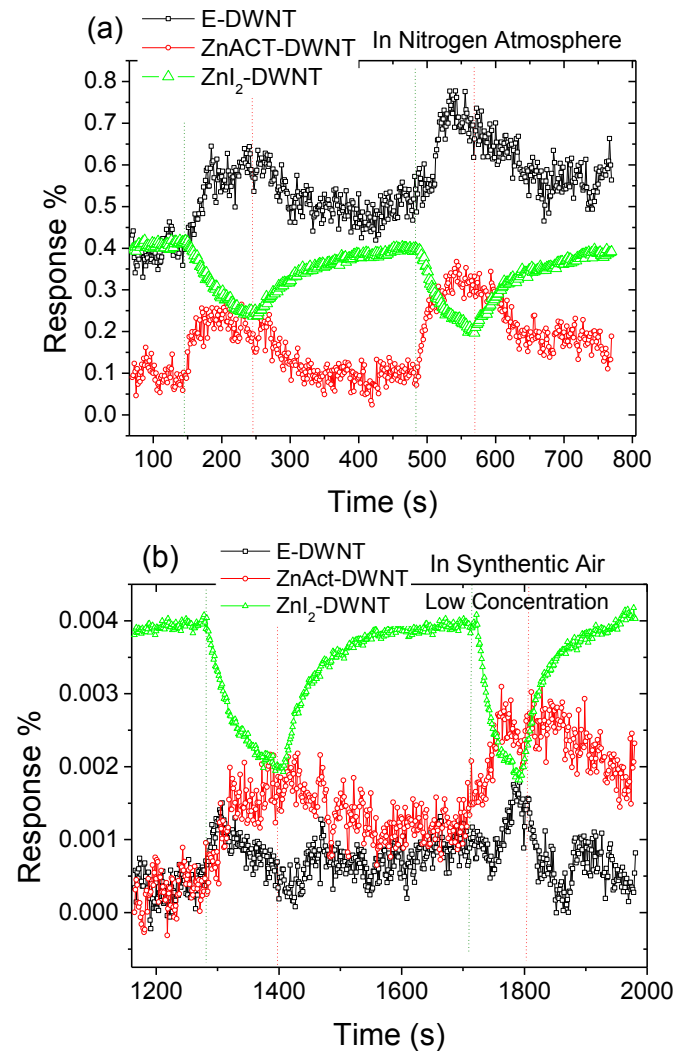 (a)
E-DWNT
ZnACT-DWNT
ZnI₂-DWNT
In Nitrogen Atmosphere
0.8
0.7
0.6
0.5
0.4
0.3
0.2
0.1
0.0
Response %
100 200 300 400 500 600 700 800
Time (s)
(b)
E-DWNT
ZnAct-DWNT
ZnI₂-DWNT
In Synthentic Air
Low Concentration
0.004
0.003
0.002
0.001
0.000
Response %
1200 1400 1600 1800 2000
Time (s)